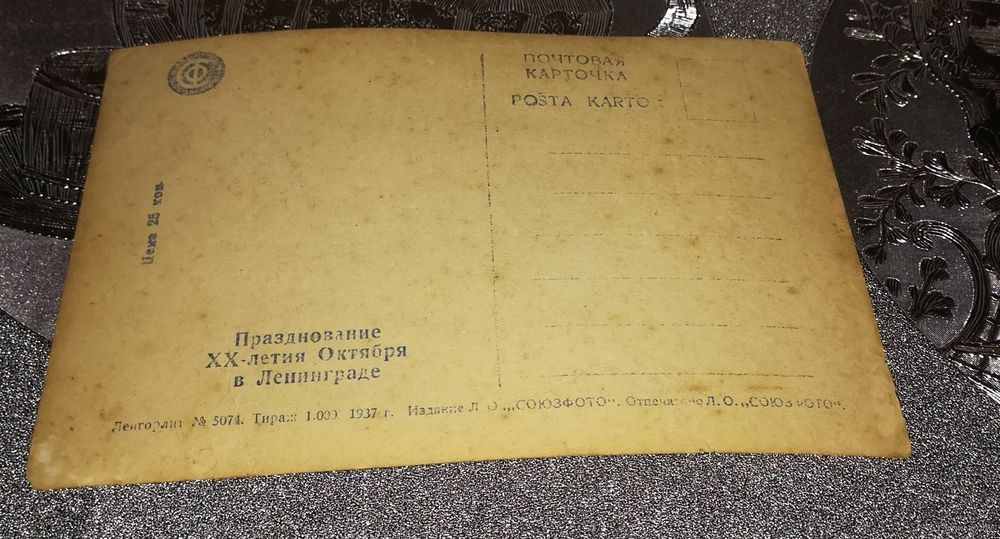 СФ
ПОЧТОВАЯ
КАРТОЧКА
POŜTA KARTO
Цена 25 коп.
Празднование
XX-летия Октября
в Ленинграде
Ленгорлит № 5074. Тираж 1.000. 1937 г. Издание Л. О. „СОЮЗФОТО“. Отпечатано Л. О. „СОЮЗФОТО“.